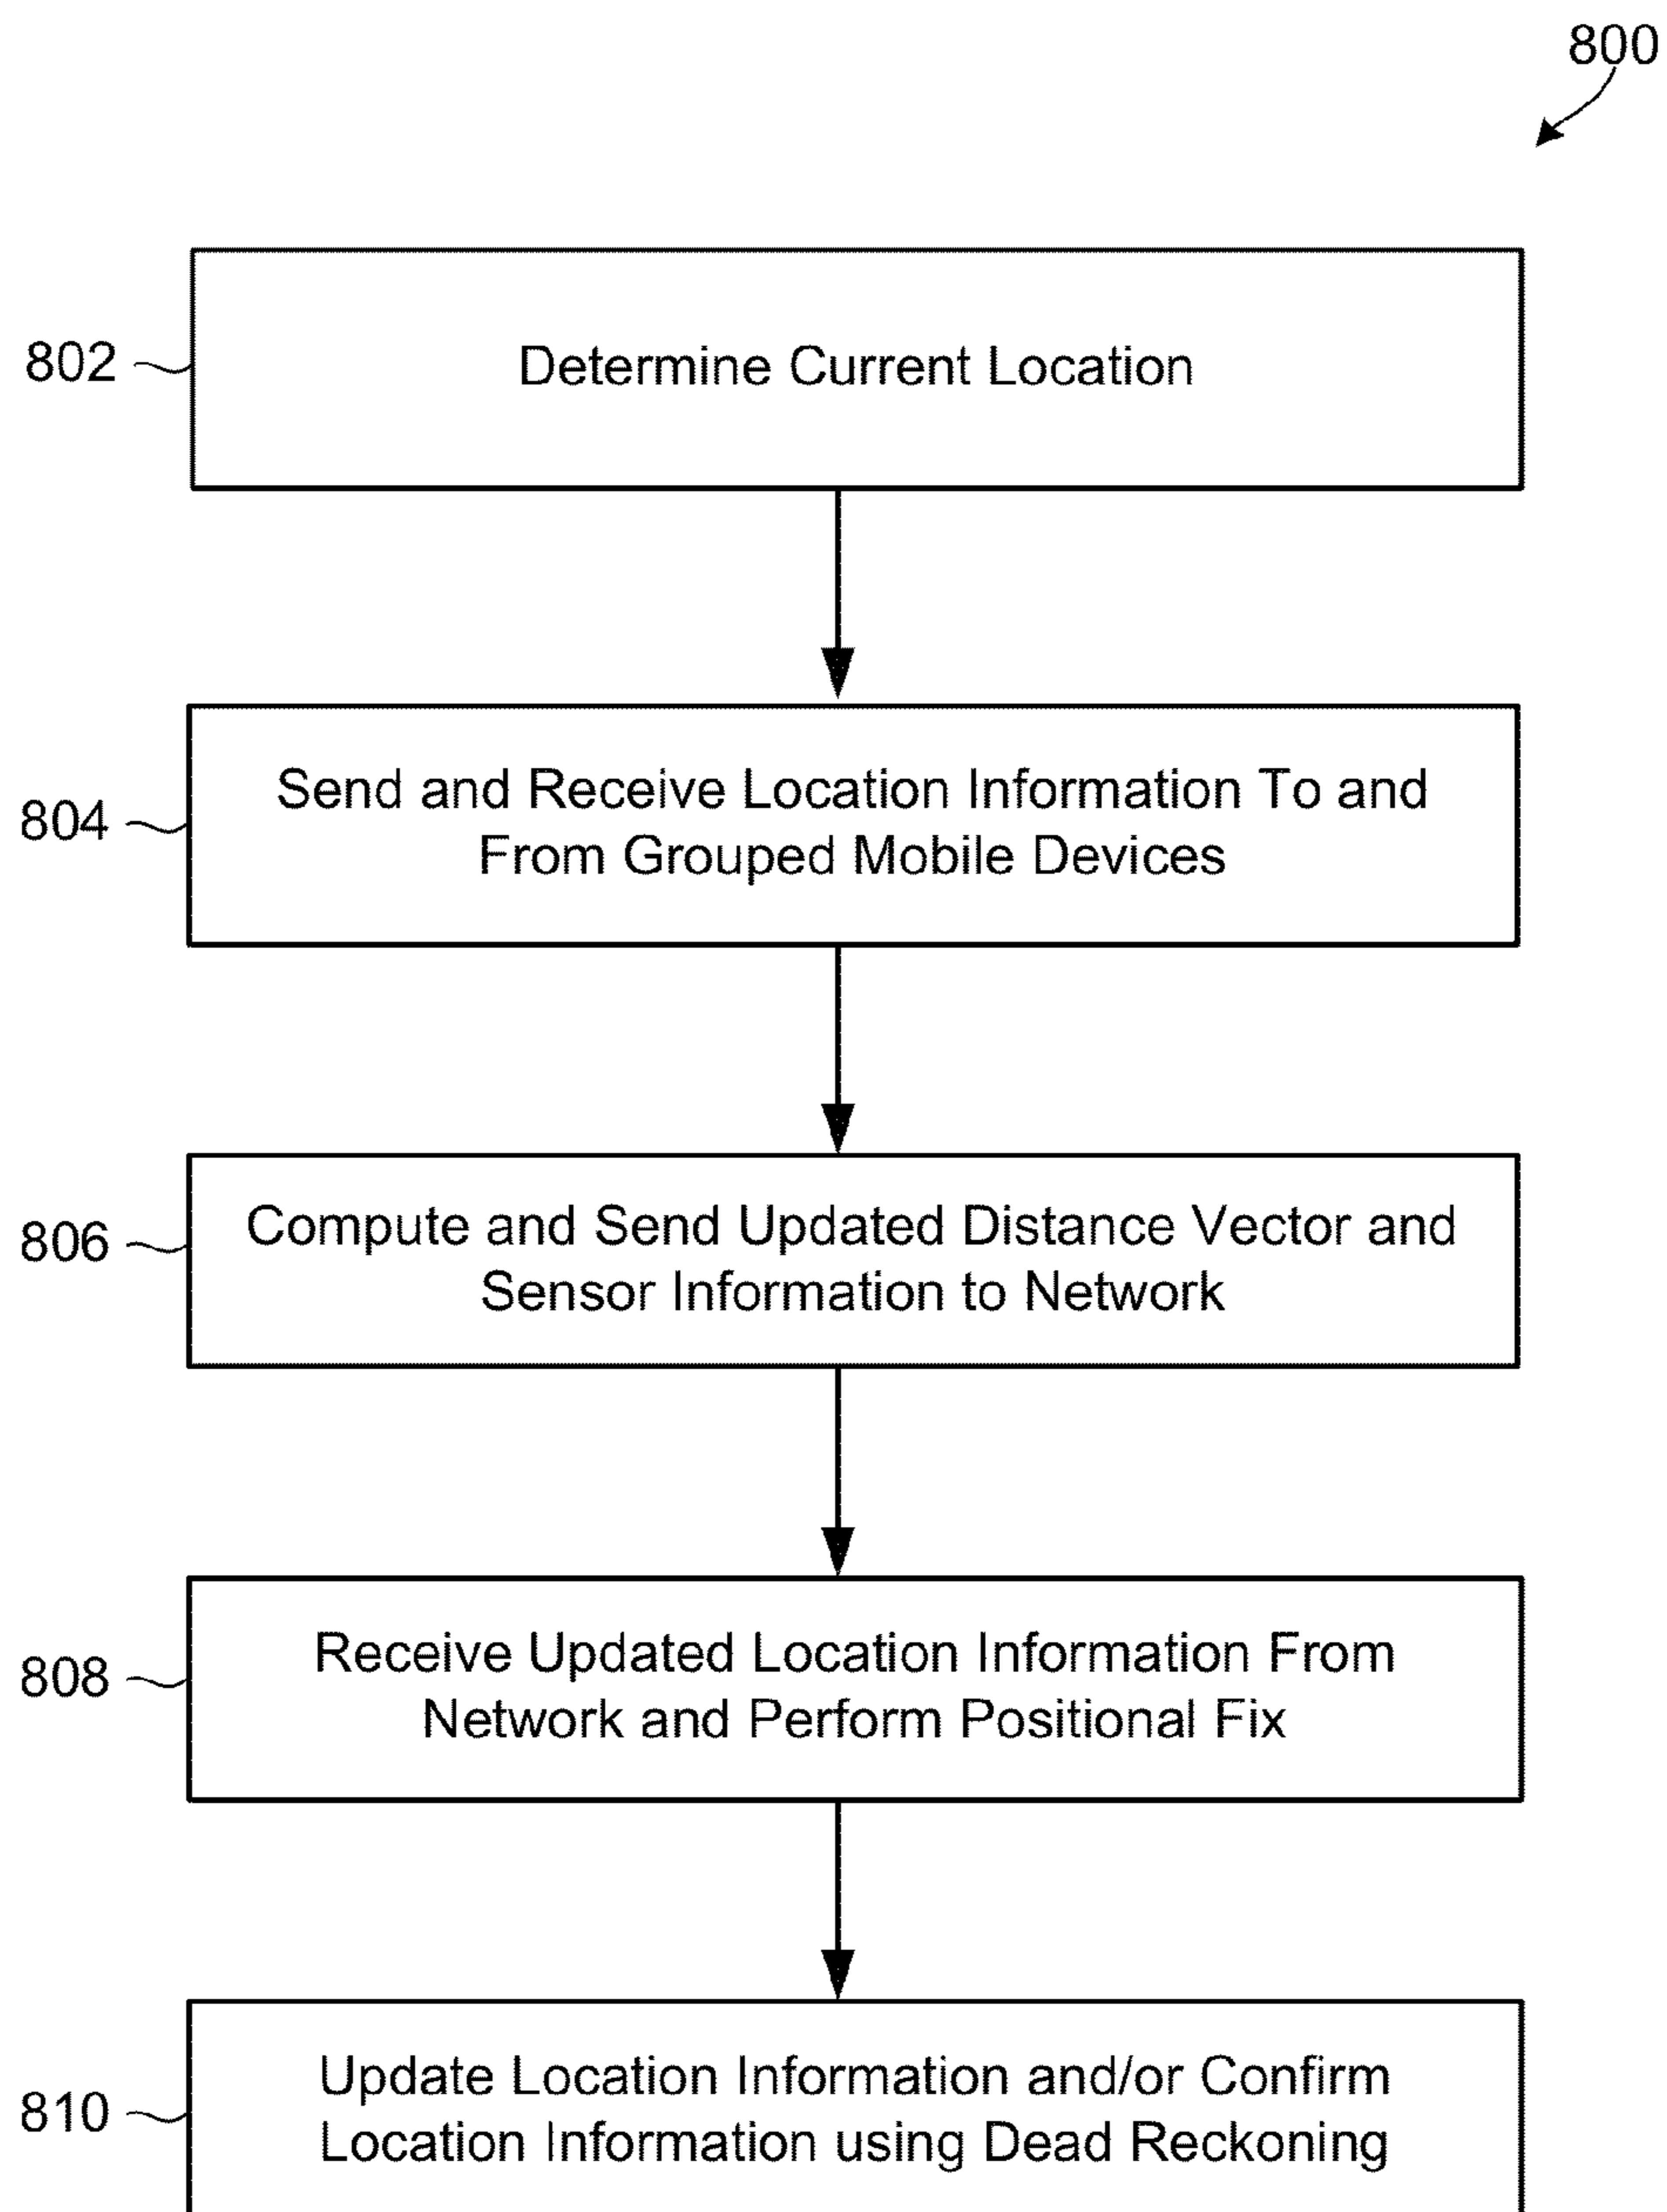 800
802
Determine Current Location
804
Send and Receive Location Information To and
From Grouped Mobile Devices
806
Compute and Send Updated Distance Vector and
Sensor Information to Network
808
Receive Updated Location Information From
Network and Perform Positional Fix
810
Update Location Information and/or Confirm
Location Information using Dead Reckoning